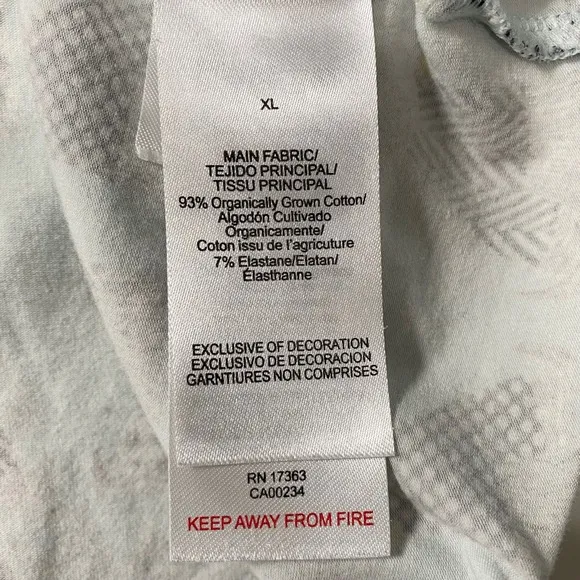 XL
MAIN FABRIC/
TEJIDO PRINCIPAL/
TISSU PRINCIPAL
93% Organically Grown Cotton/
Algodón Cultivado
Organicamente/
Coton issu de l'agricuture
7% Elastane/Elatan/
Élasthanne
EXCLUSIVE OF DECORATION
EXCLUSIVO DE DECORACION
GARNTIURES NON COMPRISES
RN 17363
CA00234
KEEP AWAY FROM FIRE